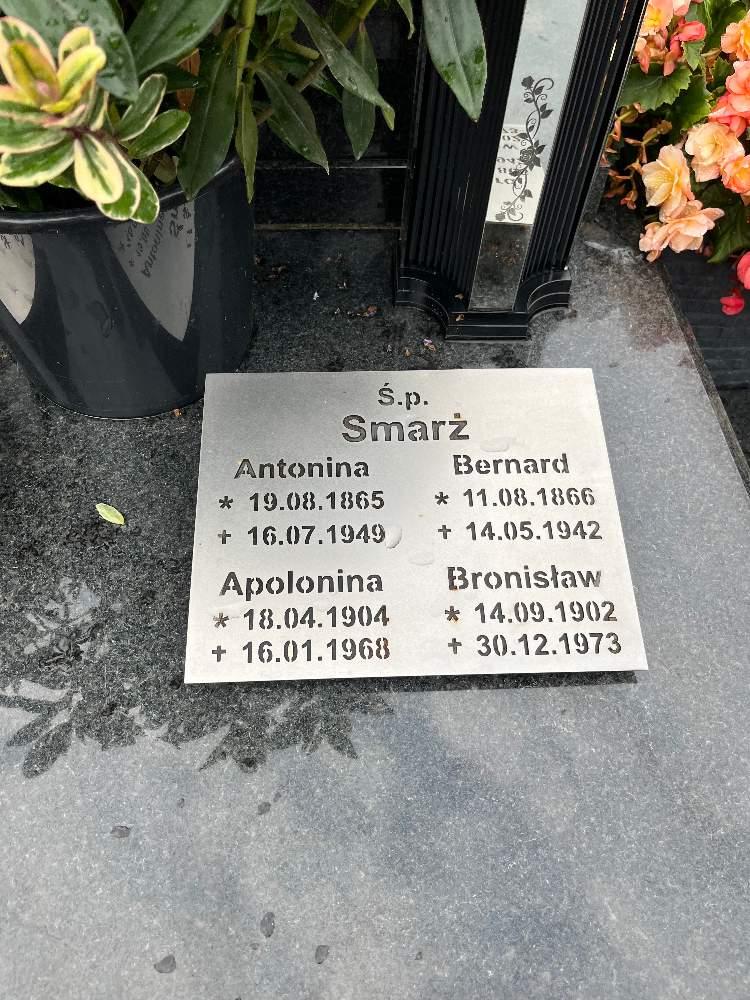 Ś.p.
Smarż
Antonina Bernard
* 19.08.1865 * 11.08.1866
+ 16.07.1949 + 14.05.1942
Apolonina Bronisław
* 18.04.1904 * 14.09.1902
+ 16.01.1968 + 30.12.1973